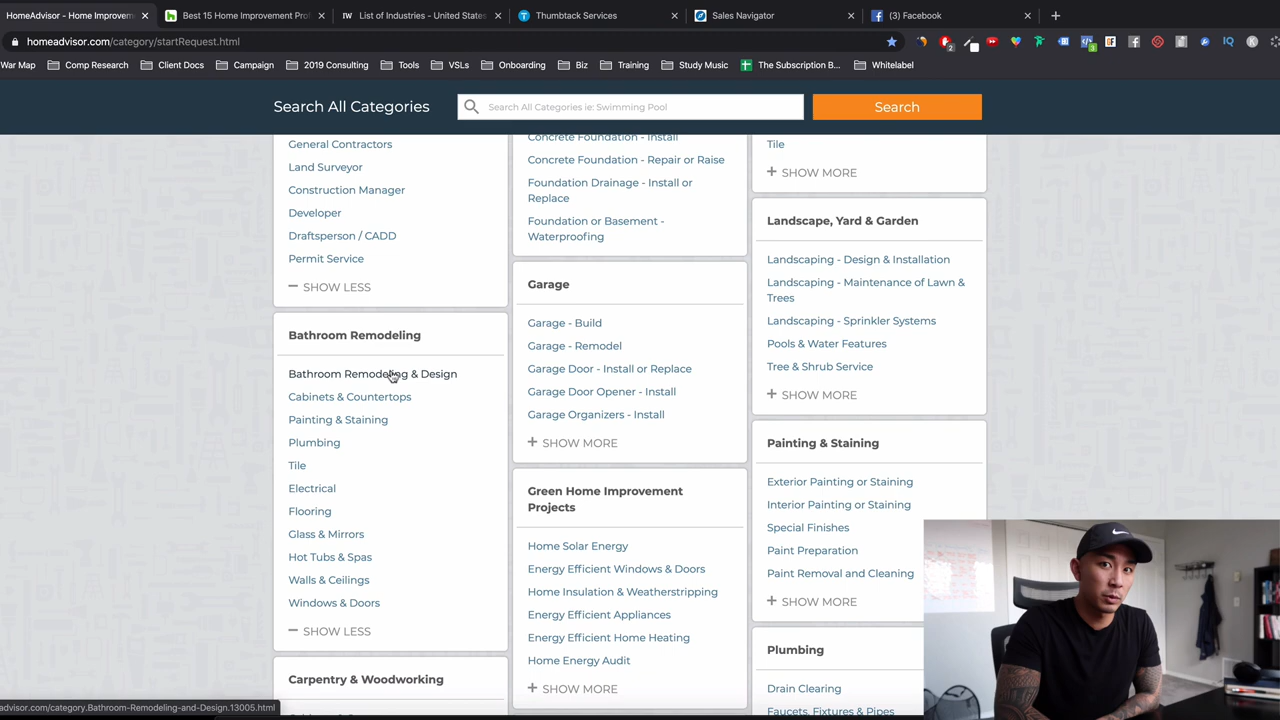 HomeAdvisor - Home Improvem
Best 15 Home Improvement Prof
IW List of Industries - United States
Thumbtack Services
Sales Navigator
(3) Facebook
homeadvisor.com/category/startRequest.html
War Map
Comp Research
Client Docs
Campaign
2019 Consulting
Tools
VSLs
Onboarding
Biz
Training
Study Music
The Subscription B...
Whitelabel
Search All Categories
Search All Categories ie: Swimming Pool
Search
General Contractors
Land Surveyor
Construction Manager
Developer
Draftsperson / CADD
Permit Service
SHOW LESS
Bathroom Remodeling
Bathroom Remodeling & Design
Cabinets & Countertops
Painting & Staining
Plumbing
Tile
Electrical
Flooring
Glass & Mirrors
Hot Tubs & Spas
Walls & Ceilings
Windows & Doors
SHOW LESS
Carpentry & Woodworking
Concrete Foundation - Install
Concrete Foundation - Repair or Raise
Foundation Drainage - Install or
Replace
Foundation or Basement -
Waterproofing
Garage
Garage - Build
Garage - Remodel
Garage Door - Install or Replace
Garage Door Opener - Install
Garage Organizers - Install
SHOW MORE
Green Home Improvement
Projects
Home Solar Energy
Energy Efficient Windows & Doors
Home Insulation & Weatherstripping
Energy Efficient Appliances
Energy Efficient Home Heating
Home Energy Audit
SHOW MORE
Tile
SHOW MORE
Landscape, Yard & Garden
Landscaping - Design & Installation
Landscaping - Maintenance of Lawn &
Trees
Landscaping - Sprinkler Systems
Pools & Water Features
Tree & Shrub Service
SHOW MORE
Painting & Staining
Exterior Painting or Staining
Interior Painting or Staining
Special Finishes
Paint Preparation
Paint Removal and Cleaning
SHOW MORE
Plumbing
Drain Clearing
Faucets, Fixtures & Pipes
advisor.com/category.Bathroom-Remodeling-and-Design.13005.html